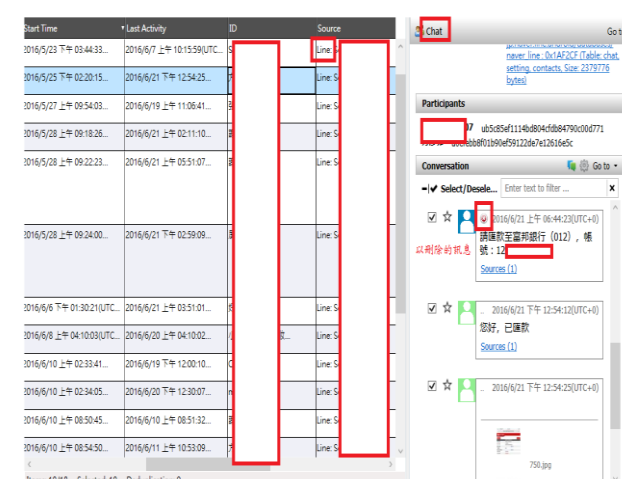 Start Time
Last Activity
ID
Source
2016/5/23 下午 03:44:33...
2016/6/7 上午 10:15:59(UTC...
Line: S
2016/5/25 下午 02:20:15...
2016/6/21 下午 12:54:25...
Line: S
2016/5/27 上午 09:54:03...
2016/6/19 上午 11:06:41...
Line: S
2016/5/28 上午 09:18:26...
2016/6/21 上午 02:11:10...
Line: S
2016/5/28 上午 09:22:23...
2016/6/21 上午 05:51:07...
Line: S
2016/5/28 上午 09:24:00...
2016/6/21 下午 02:59:09...
Line: S
2016/6/6 下午 01:30:21(UTC...
2016/6/21 上午 03:51:01...
Line: S
2016/6/8 上午 04:10:03(UTC...
2016/6/20 上午 04:10:02...
Line: S
2016/6/10 上午 02:33:41...
2016/6/19 下午 12:00:10...
Line: S
2016/6/10 上午 02:34:05...
2016/6/20 下午 12:30:07...
Line: S
2016/6/10 上午 08:50:45...
2016/6/10 上午 08:51:32...
Line: S
2016/6/10 上午 08:54:50...
2016/6/11 上午 10:53:09...
Line: S
Chat
Go t
naver line : 0x1AF2CF (Table: chat,
setting, contacts, Size: 2379776
bytes)
Participants
ub5c85ef1114bd804cfdb84790c00d771
Conversation
Go to
Select/Desele...
Enter text to filter ...
2016/6/21 上午 06:44:23(UTC+0)
請匯款至富邦銀行（012），帳
號：12
以刪除的訊息
Sources (1)
2016/6/21 下午 12:54:12(UTC+0)
您好，已匯款
Sources (1)
2016/6/21 下午 12:54:25(UTC+0)
750.jpg